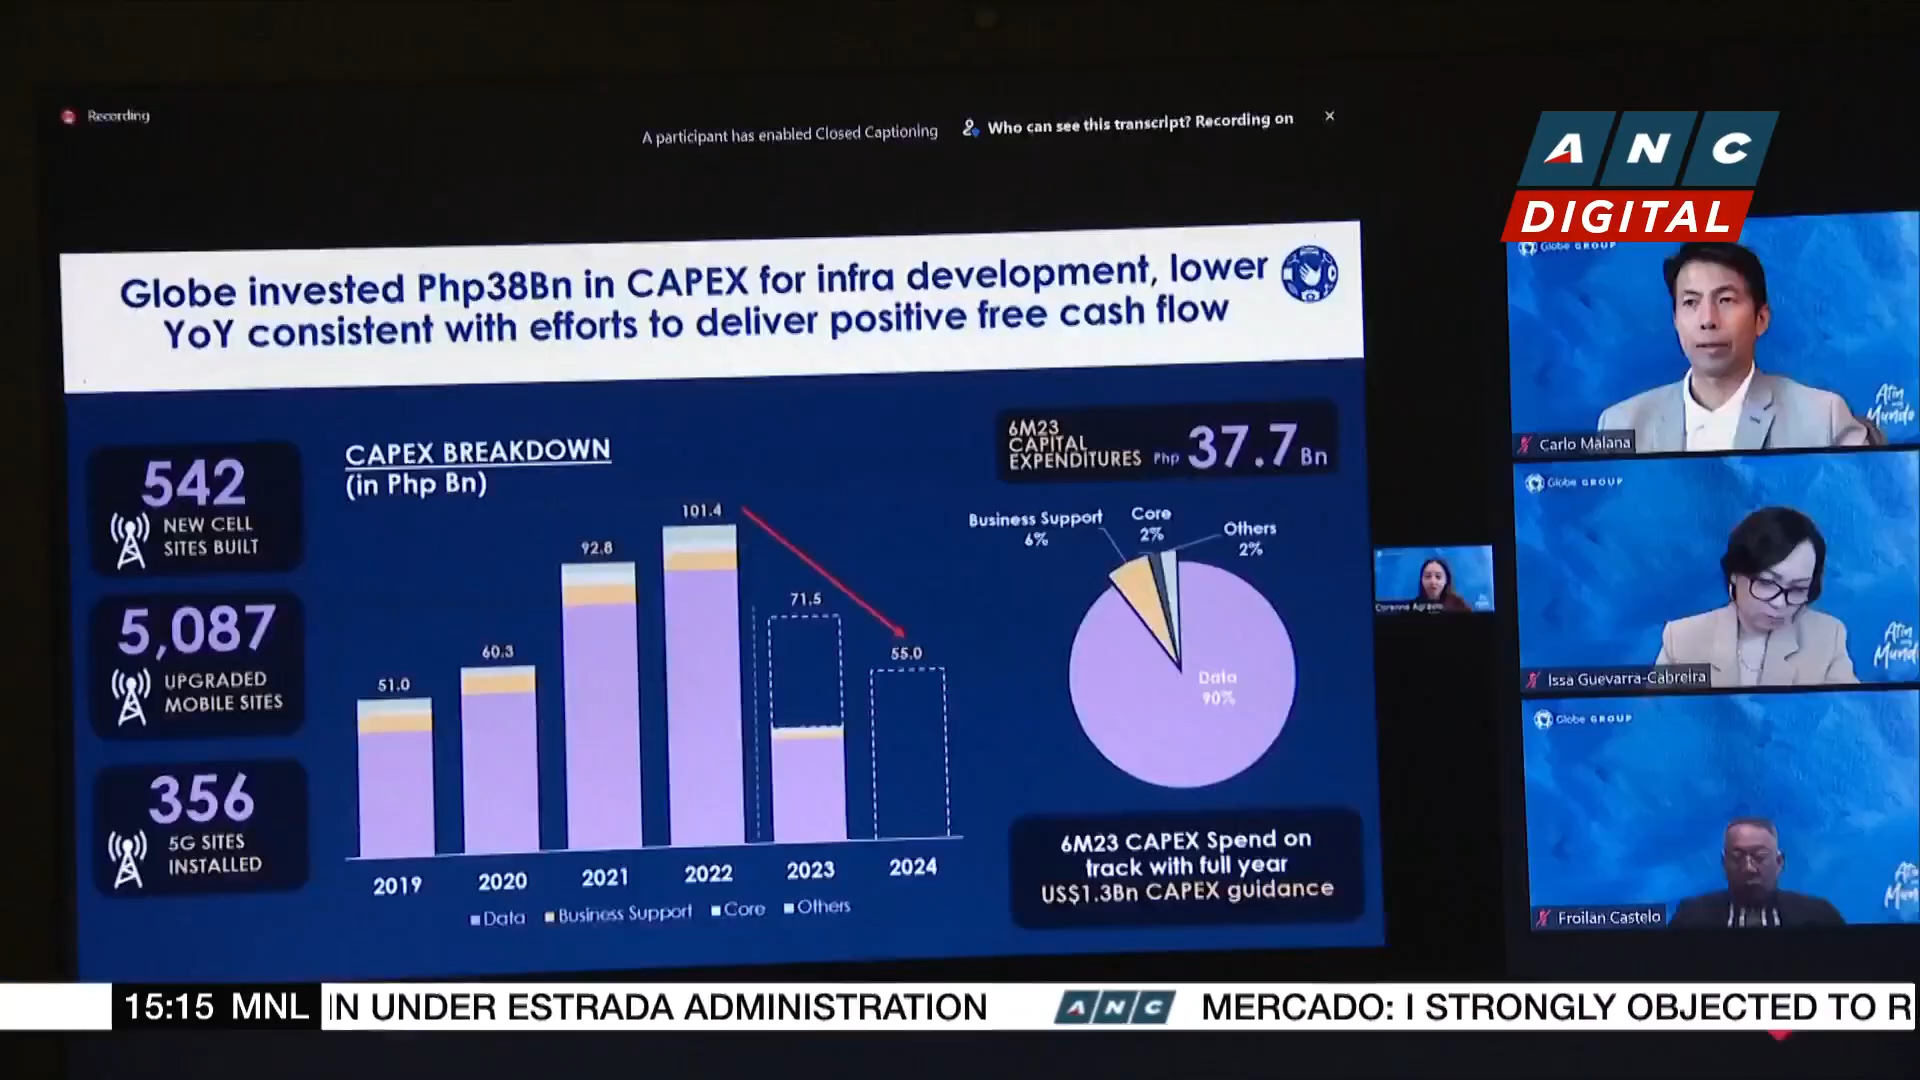 Recording
A participant has enabled Closed Captioning
Who can see this transcript? Recording on
ANC
DIGITAL
Globe invested Php38Bn in CAPEX for infra development, lower
YoY consistent with efforts to deliver positive free cash flow
542
NEW CELL
SITES BUILT
5,087
UPGRADED
MOBILE SITES
356
5G SITES
INSTALLED
CAPEX BREAKDOWN
(in Php Bn)
51.0
60.3
92.8
101.4
71.5
55.0
2019
2020
2021
2022
2023
2024
Data
Business Support
Core
Others
6M23
CAPITAL
EXPENDITURES
Php 37.7 Bn
Business Support
6%
Core
2%
Others
2%
Data
90%
6M23 CAPEX Spend on
track with full year
US$1.3Bn CAPEX guidance
Globe GROUP
Atin
Mundo
Carlo Malana
Globe GROUP
Atin
Mund
Issa Guevarra-Cabreira
Globe GROUP
Froilan Castelo
15:15 MNL
IN UNDER ESTRADA ADMINISTRATION
ANC
MERCADO: I STRONGLY OBJECTED TO R